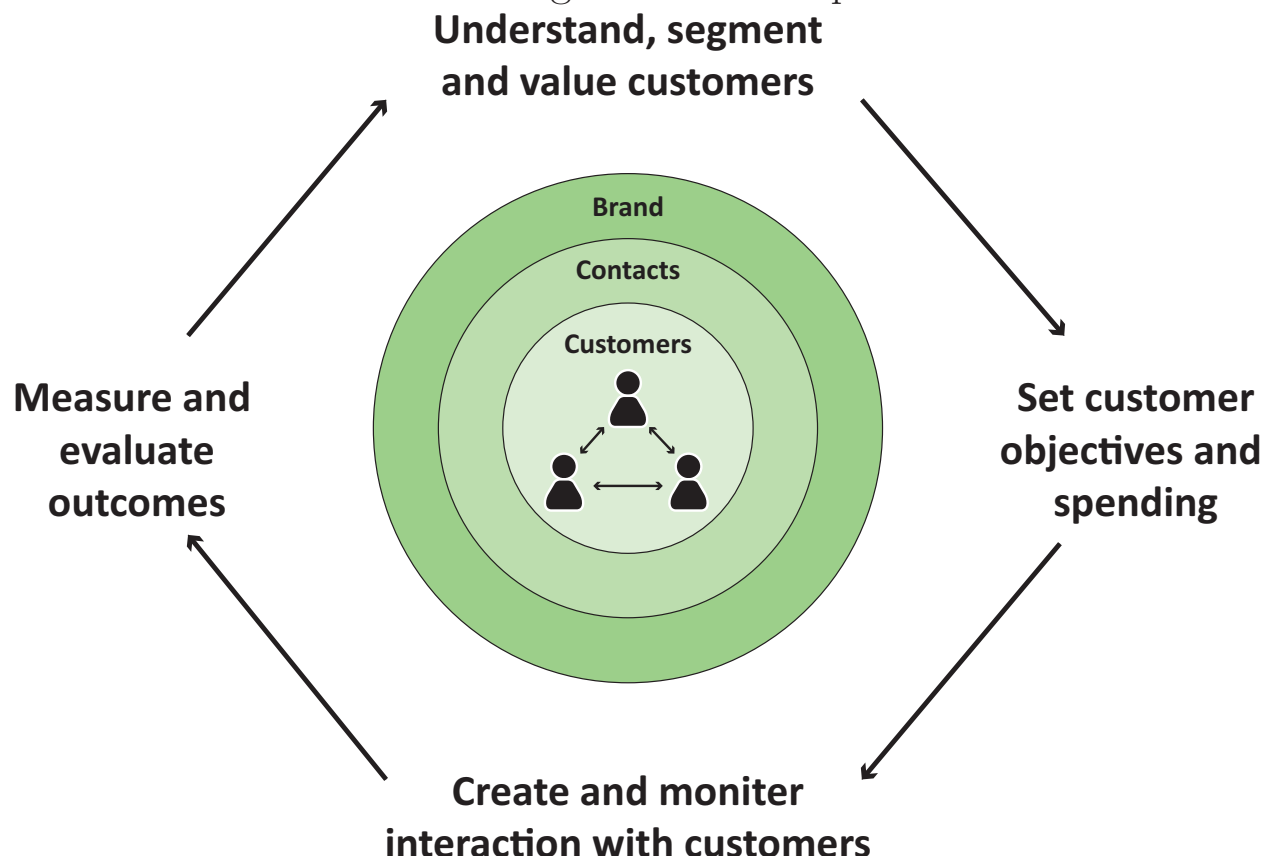 Understand, segment
and value customers
Brand
Contacts
Customers
Measure and
evaluate
outcomes
Set customer
objectives and
spending
Create and moniter
interaction with customers